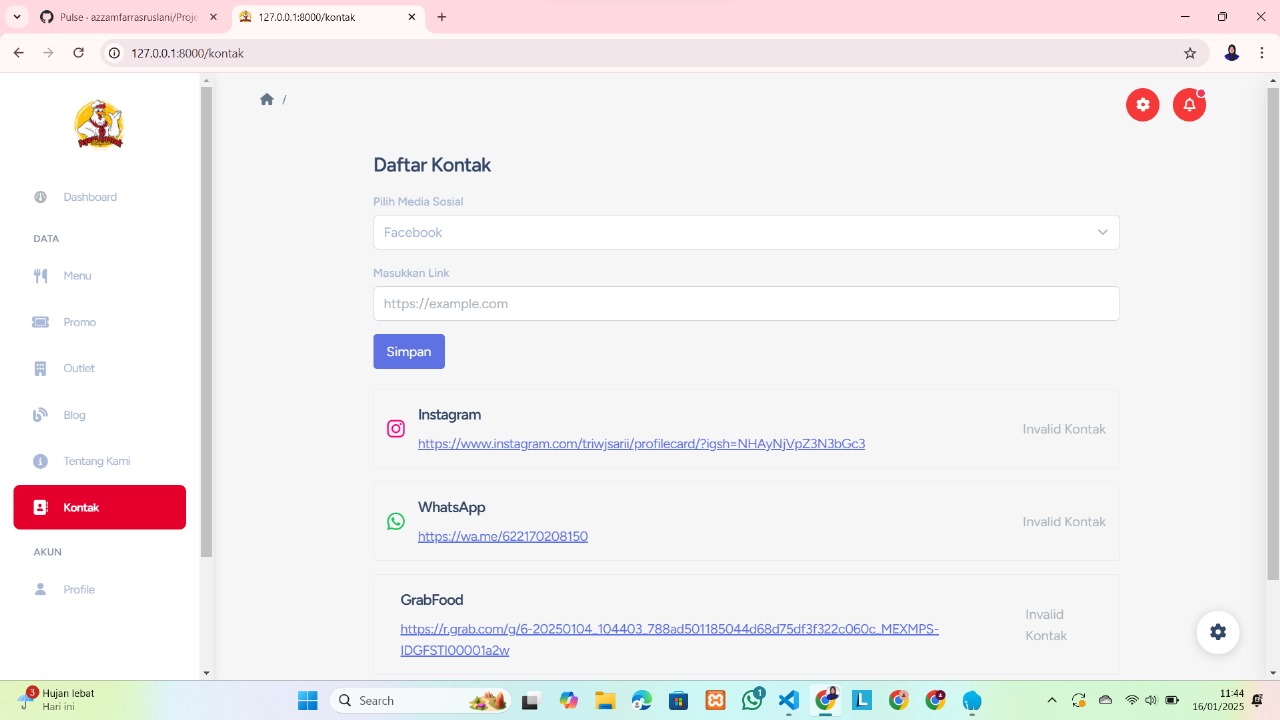 azzamfarrasruslani/Projek
Kontak
127.0.0.1:8000/kontak
127.0.0.1:8000/kontak
Dashboard
DATA
Menu
Promo
Outlet
Blog
Tentang Kami
Kontak
AKUN
Profile
/
Daftar Kontak
Pilih Media Sosial
Facebook
Masukkan Link
https://example.com
Simpan
Instagram
https://www.instagram.com/triwjsarii/profilecard/?igsh=NHAyNjVpZ3N3bGc3
Invalid Kontak
WhatsApp
https://wa.me/622170208150
Invalid Kontak
GrabFood
https://r.grab.com/g/6-20250104_104403_788ad501185044d68d75df3f322c060c_MEXMPS-
IDGFSTI00001a2w
Invalid
Kontak
3
Hujan lebat
Hari ini
Search
1
11:44
16/01/2025